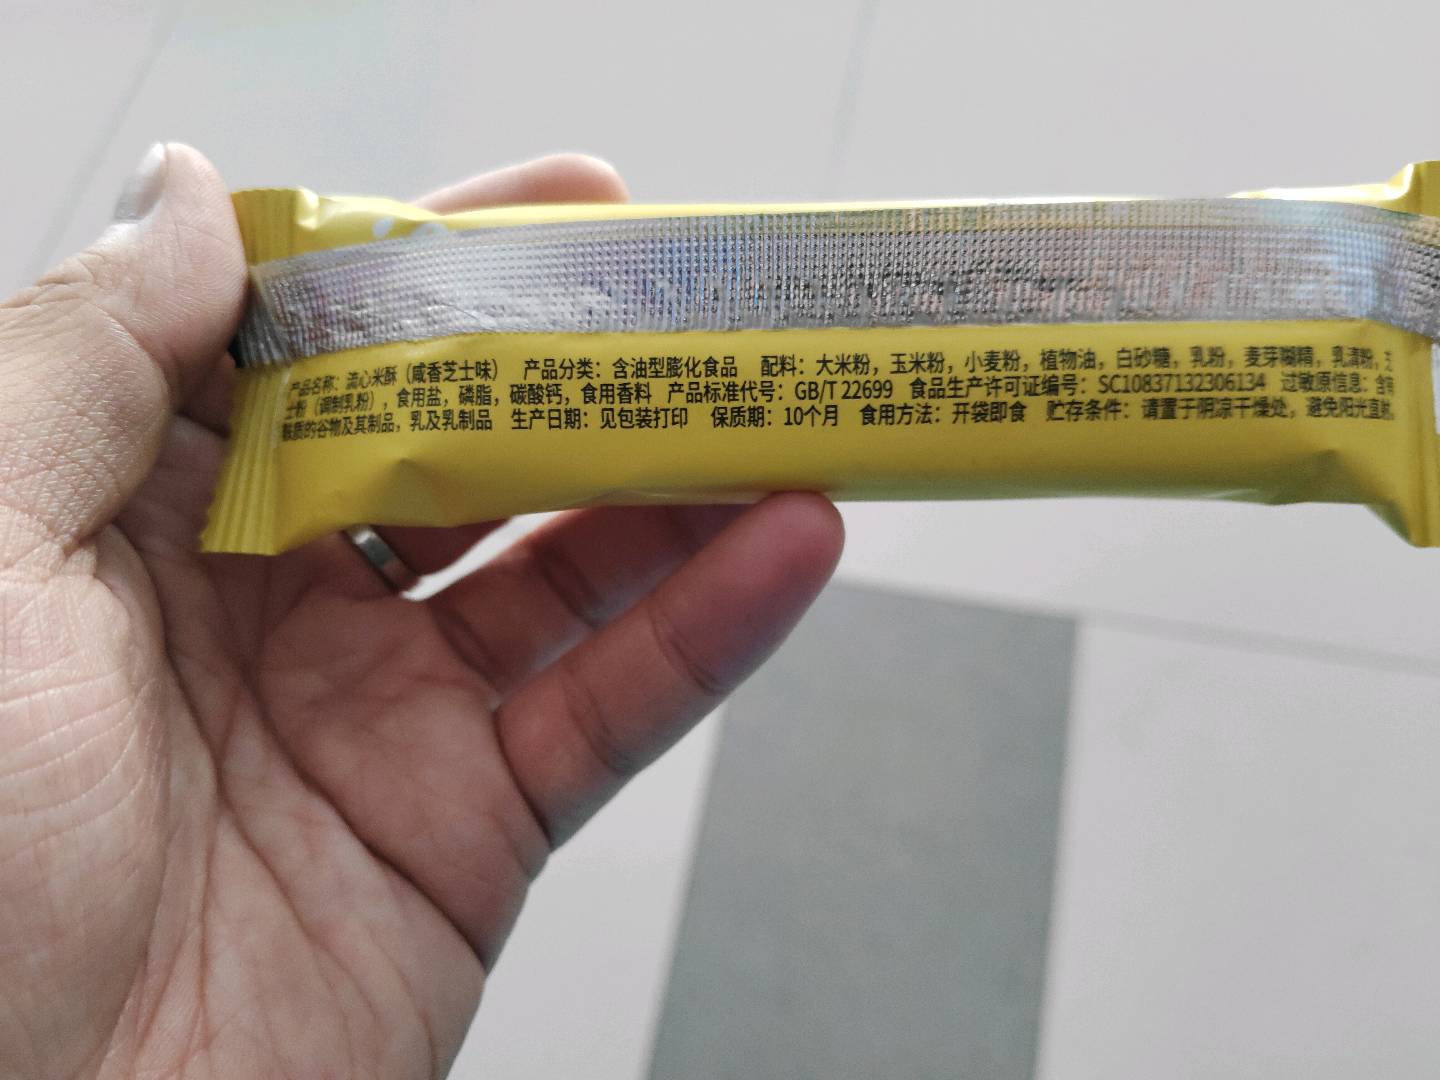 产品名称：流心米酥（咸香芝士味） 产品分类：含油型膨化食品 配料：大米粉，玉米粉，小麦粉，植物油，白砂糖，乳粉，麦芽糊精，乳清粉，芝
士粉（调制乳粉），食用盐，磷脂，碳酸钙，食用香料 产品标准代号：GB/T 22699 食品生产许可证编号：SC10837132306134 过敏原信息：含有
麸质的谷物及其制品，乳及乳制品 生产日期：见包装打印 保质期：10个月 食用方法：开袋即食 贮存条件：请置于阴凉干燥处，避免阳光直射